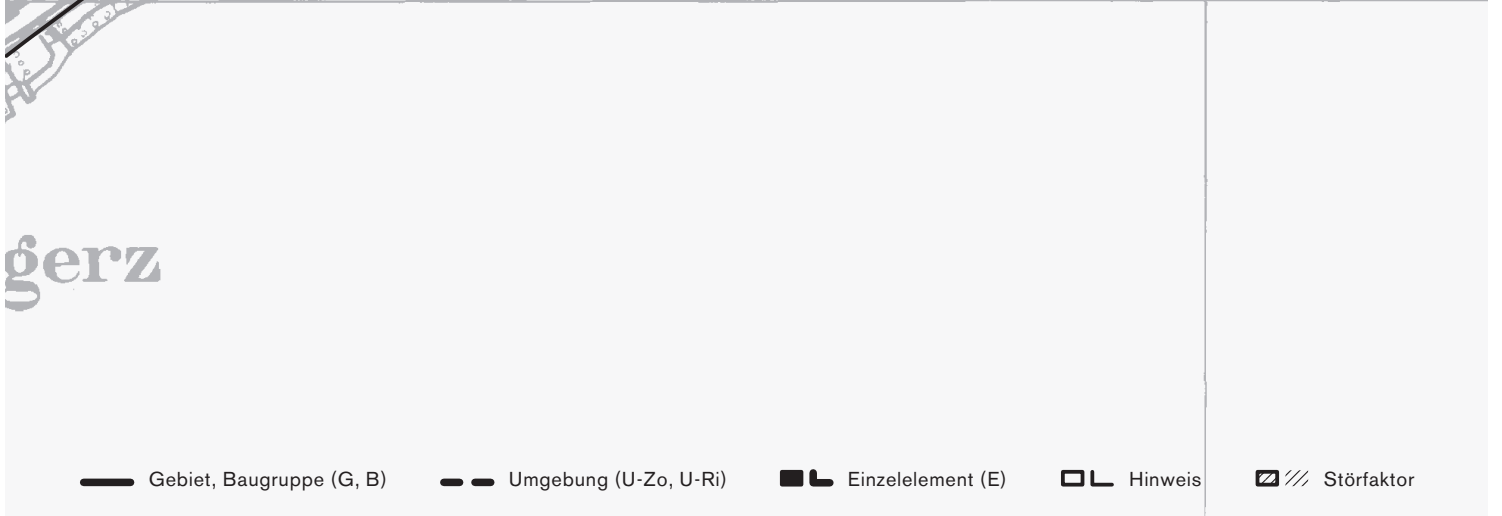 gerz
Gebiet, Baugruppe (G, B)
Umgebung (U-Zo, U-Ri)
Einzelelement (E)
Hinweis
Störfaktor